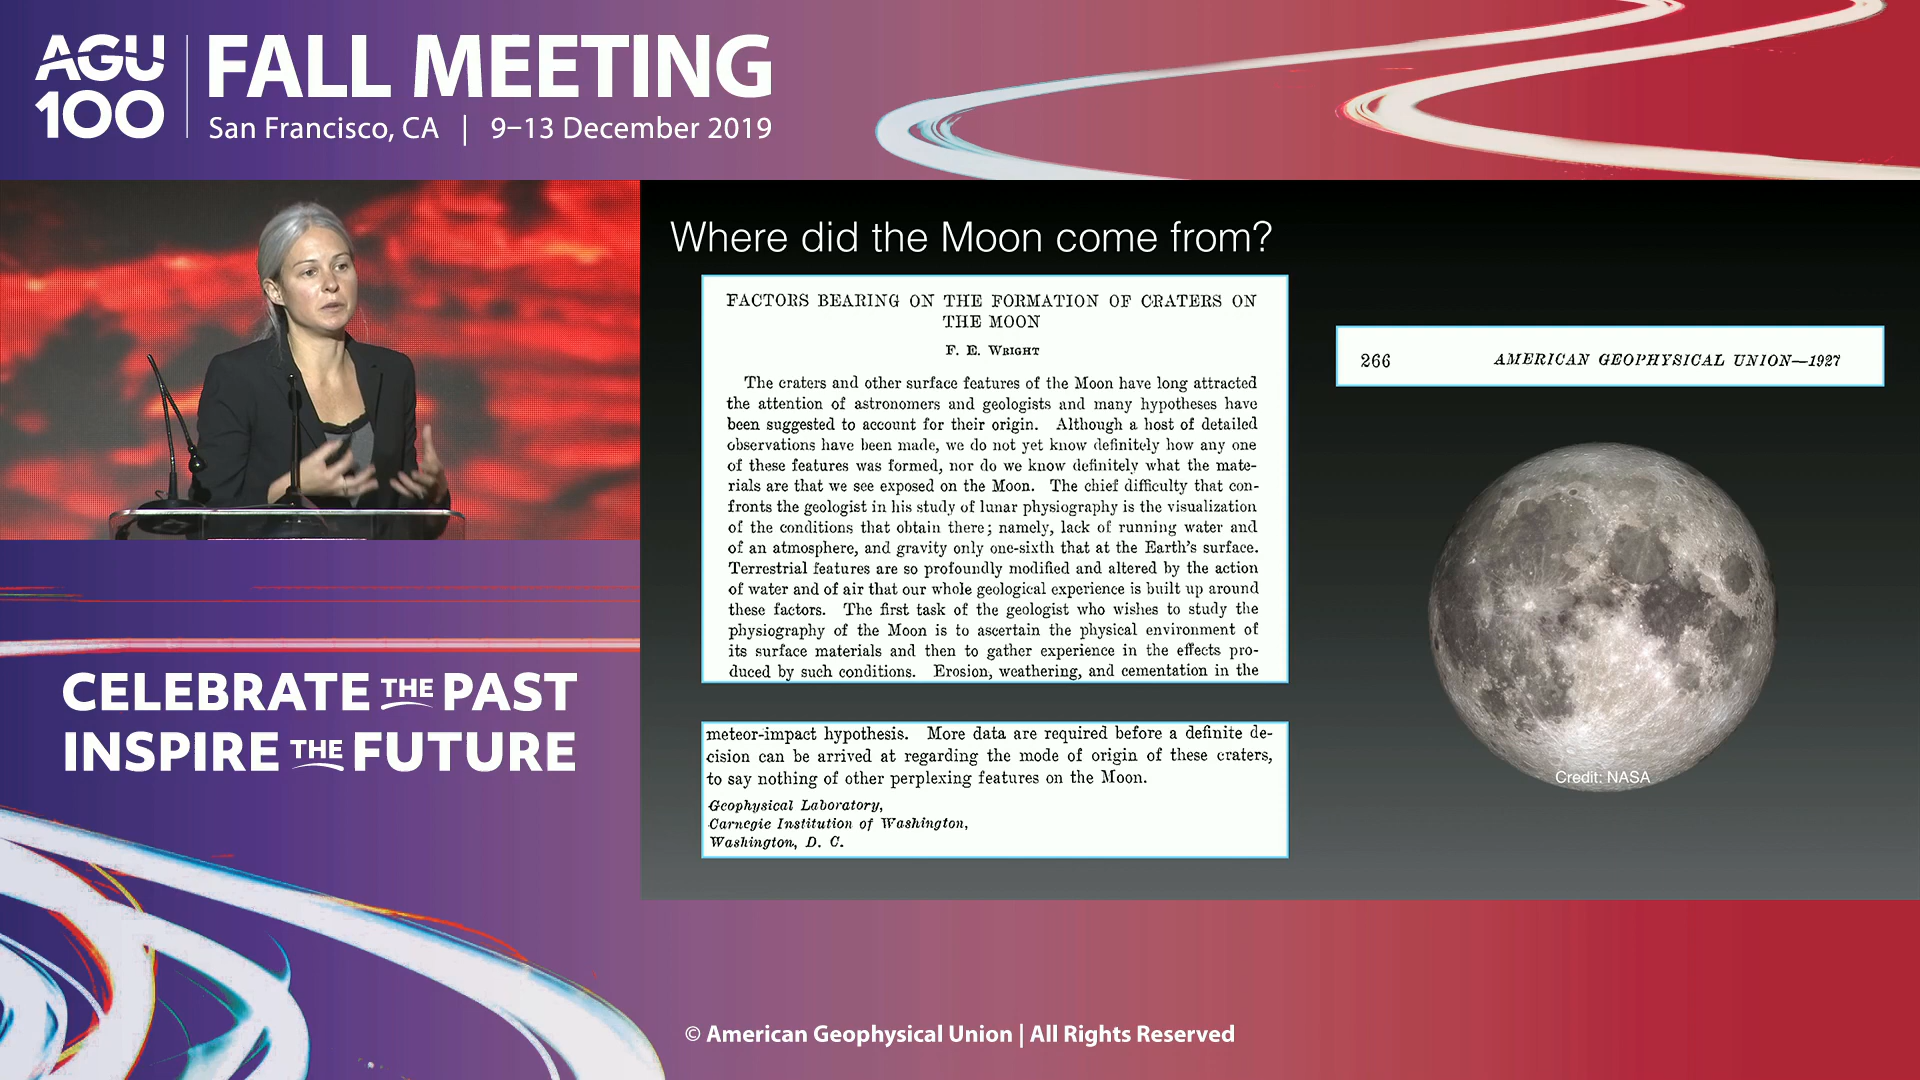 AGU
100
FALL MEETING
San Francisco, CA | 9–13 December 2019
Where did the Moon come from?
FACTORS BEARING ON THE FORMATION OF CRATERS ON
THE MOON
F. E. Wright
The craters and other surface features of the Moon have long attracted
the attention of astronomers and geologists and many hypotheses have
been suggested to account for their origin. Although a host of detailed
observations have been made, we do not yet know definitely how any one
of these features was formed, nor do we know definitely what the mate-
rials are that we see exposed on the Moon. The chief difficulty that con-
fronts the geologist in his study of lunar physiography is the visualization
of the conditions that obtain there; namely, lack of running water and
of an atmosphere, and gravity only one-sixth that at the Earth's surface.
Terrestrial features are so profoundly modified and altered by the action
of water and of air that our whole geological experience is built up around
these factors. The first task of the geologist who wishes to study the
physiography of the Moon is to ascertain the physical environment of
its surface materials and then to gather experience in the effects pro-
duced by such conditions. Erosion, weathering, and cementation in the
meteor-impact hypothesis. More data are required before a definite de-
cision can be arrived at regarding the mode of origin of these craters,
to say nothing of other perplexing features on the Moon.
Geophysical Laboratory,
Carnegie Institution of Washington,
Washington, D. C.
266 AMERICAN GEOPHYSICAL UNION—1927
Credit: NASA
CELEBRATE THE PAST
INSPIRE THE FUTURE
© American Geophysical Union | All Rights Reserved